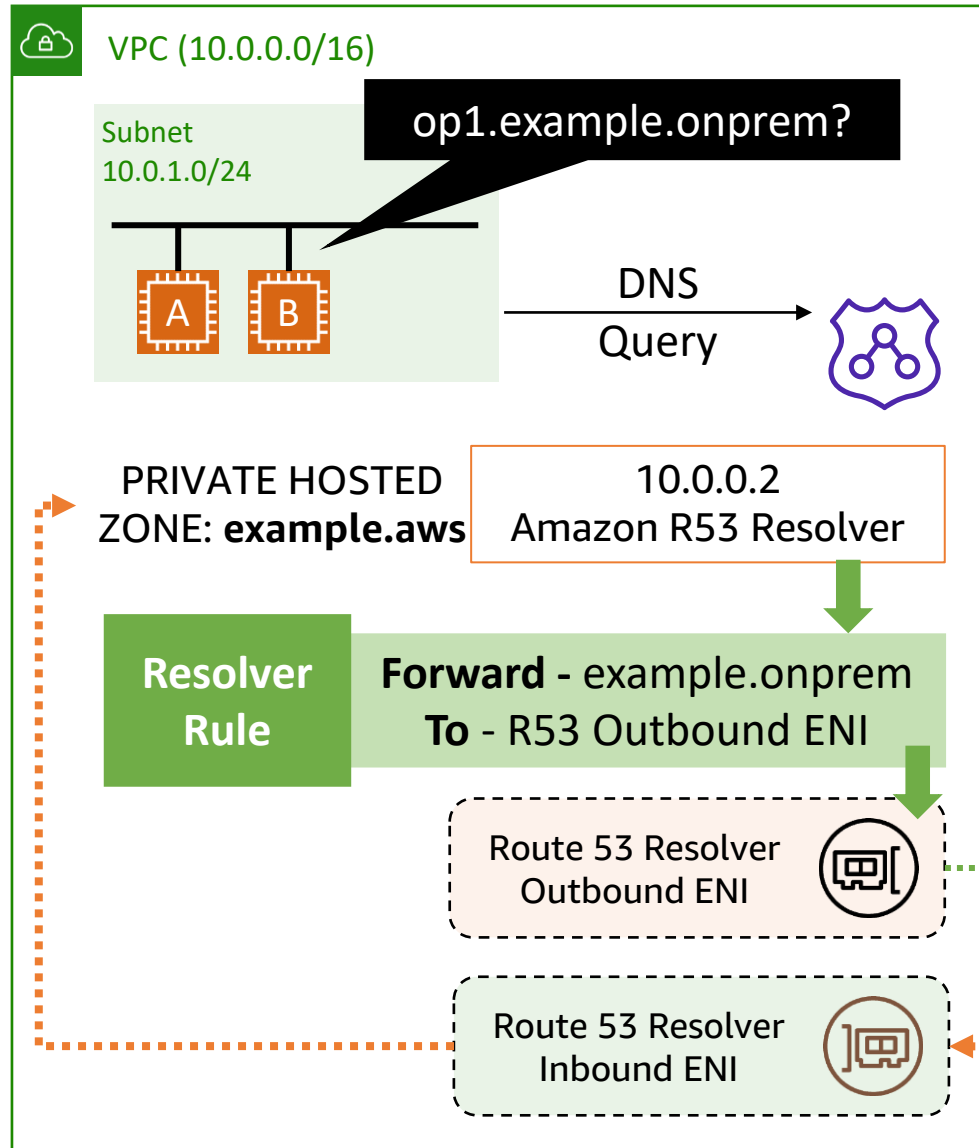 VPC (10.0.0.0/16)
Subnet
10.0.1.0/24
op1.example.onprem?
A
B
DNS
Query
PRIVATE HOSTED
ZONE: example.aws
10.0.0.2
Amazon R53 Resolver
Resolver
Rule
Forward - example.onprem
To - R53 Outbound ENI
Route 53 Resolver
Outbound ENI
Route 53 Resolver
Inbound ENI